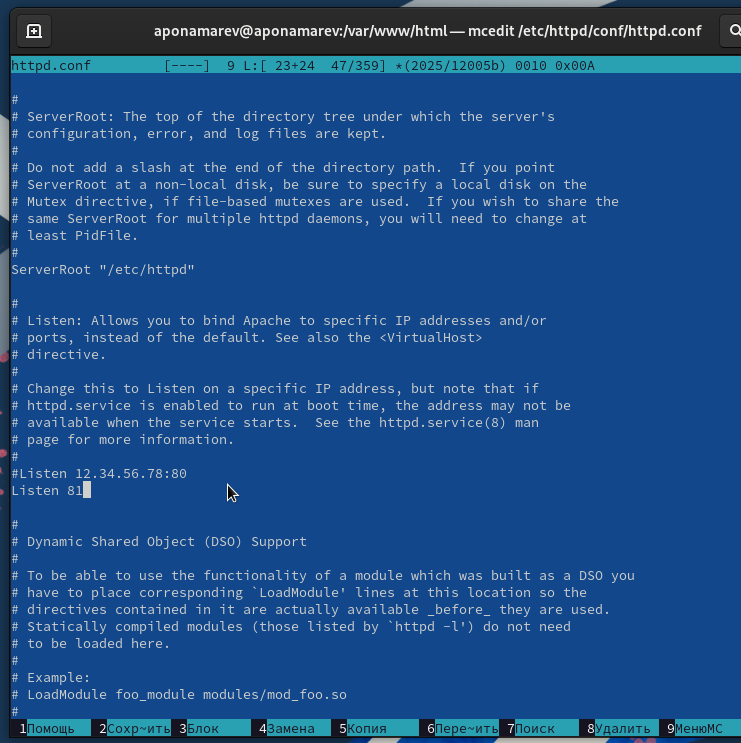 aponamarev@aponamarev:/var/www/html — mcedit /etc/httpd/conf/httpd.conf
httpd.conf [----] 9 L:[ 23+24 47/359] *(2025/12005b) 0010 0x00A
#
# ServerRoot: The top of the directory tree under which the server's
# configuration, error, and log files are kept.
#
# Do not add a slash at the end of the directory path. If you point
# ServerRoot at a non-local disk, be sure to specify a local disk on the
# Mutex directive, if file-based mutexes are used. If you wish to share the
# same ServerRoot for multiple httpd daemons, you will need to change at
# least PidFile.
#
ServerRoot "/etc/httpd"
#
# Listen: Allows you to bind Apache to specific IP addresses and/or
# ports, instead of the default. See also the <VirtualHost>
# directive.
#
# Change this to Listen on a specific IP address, but note that if
# httpd.service is enabled to run at boot time, the address may not be
# available when the service starts. See the httpd.service(8) man
# page for more information.
#
#Listen 12.34.56.78:80
Listen 81
#
# Dynamic Shared Object (DSO) Support
#
# To be able to use the functionality of a module which was built as a DSO you
# have to place corresponding `LoadModule' lines at this location so the
# directives contained in it are actually available _before_ they are used.
# Statically compiled modules (those listed by `httpd -l') do not need
# to be loaded here.
#
# Example:
# LoadModule foo_module modules/mod_foo.so
#
1Помощь 2Сохр~ить 3Блок 4Замена 5Копия 6Пере~ить 7Поиск 8Удалить 9МенюMC